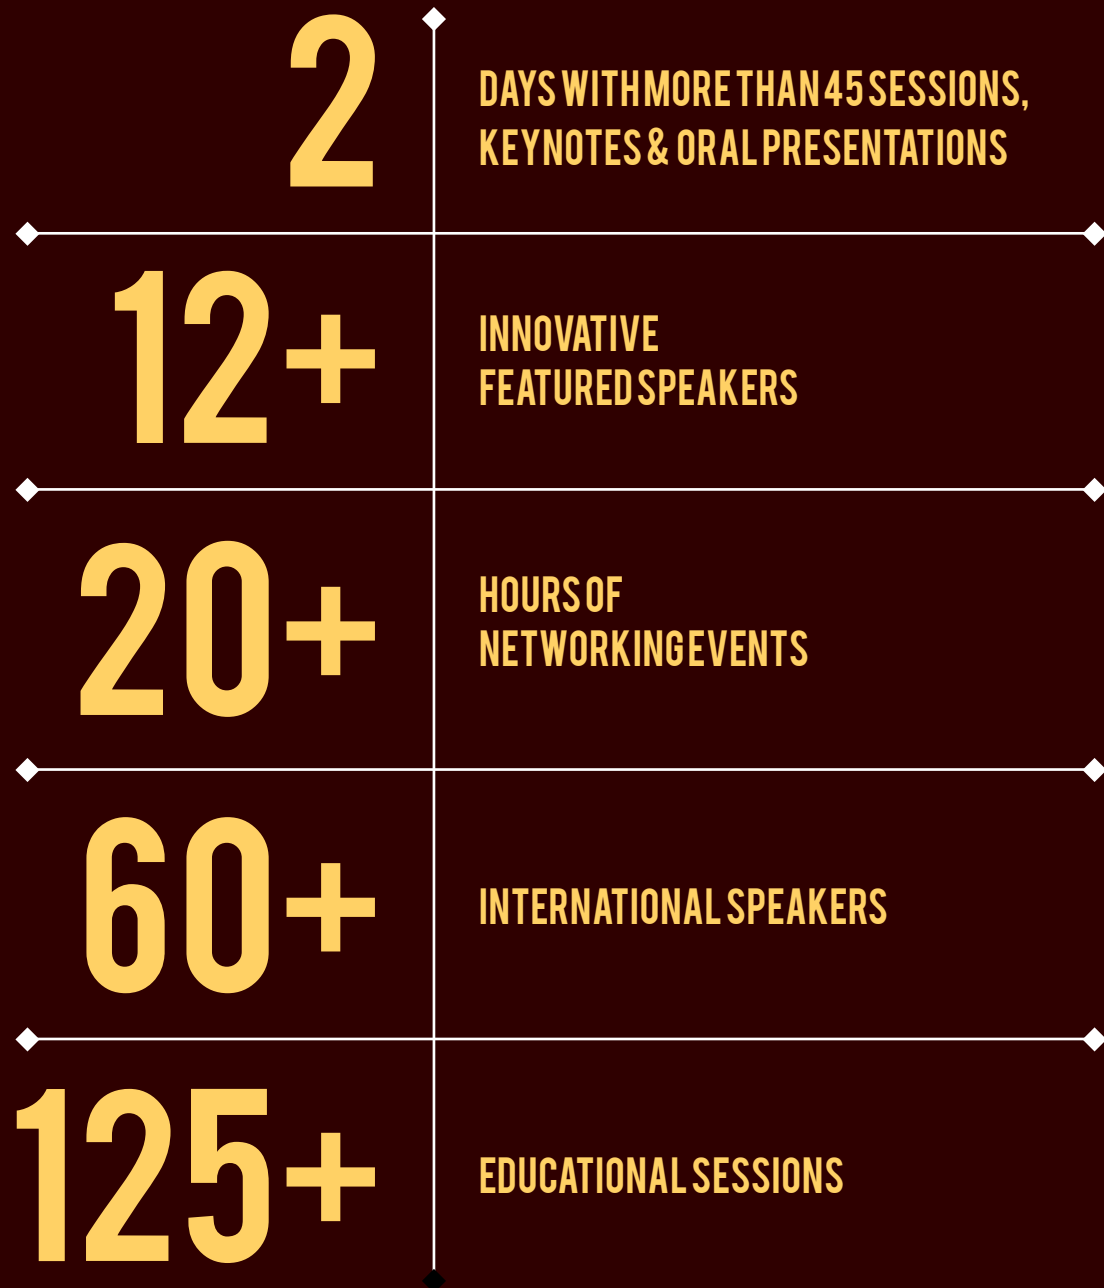 2
DAYS WITH MORE THAN 45 SESSIONS,
KEYNOTES & ORAL PRESENTATIONS
12+
INNOVATIVE
FEATURED SPEAKERS
20+
HOURS OF
NETWORKING EVENTS
60+
INTERNATIONAL SPEAKERS
125+
EDUCATIONAL SESSIONS